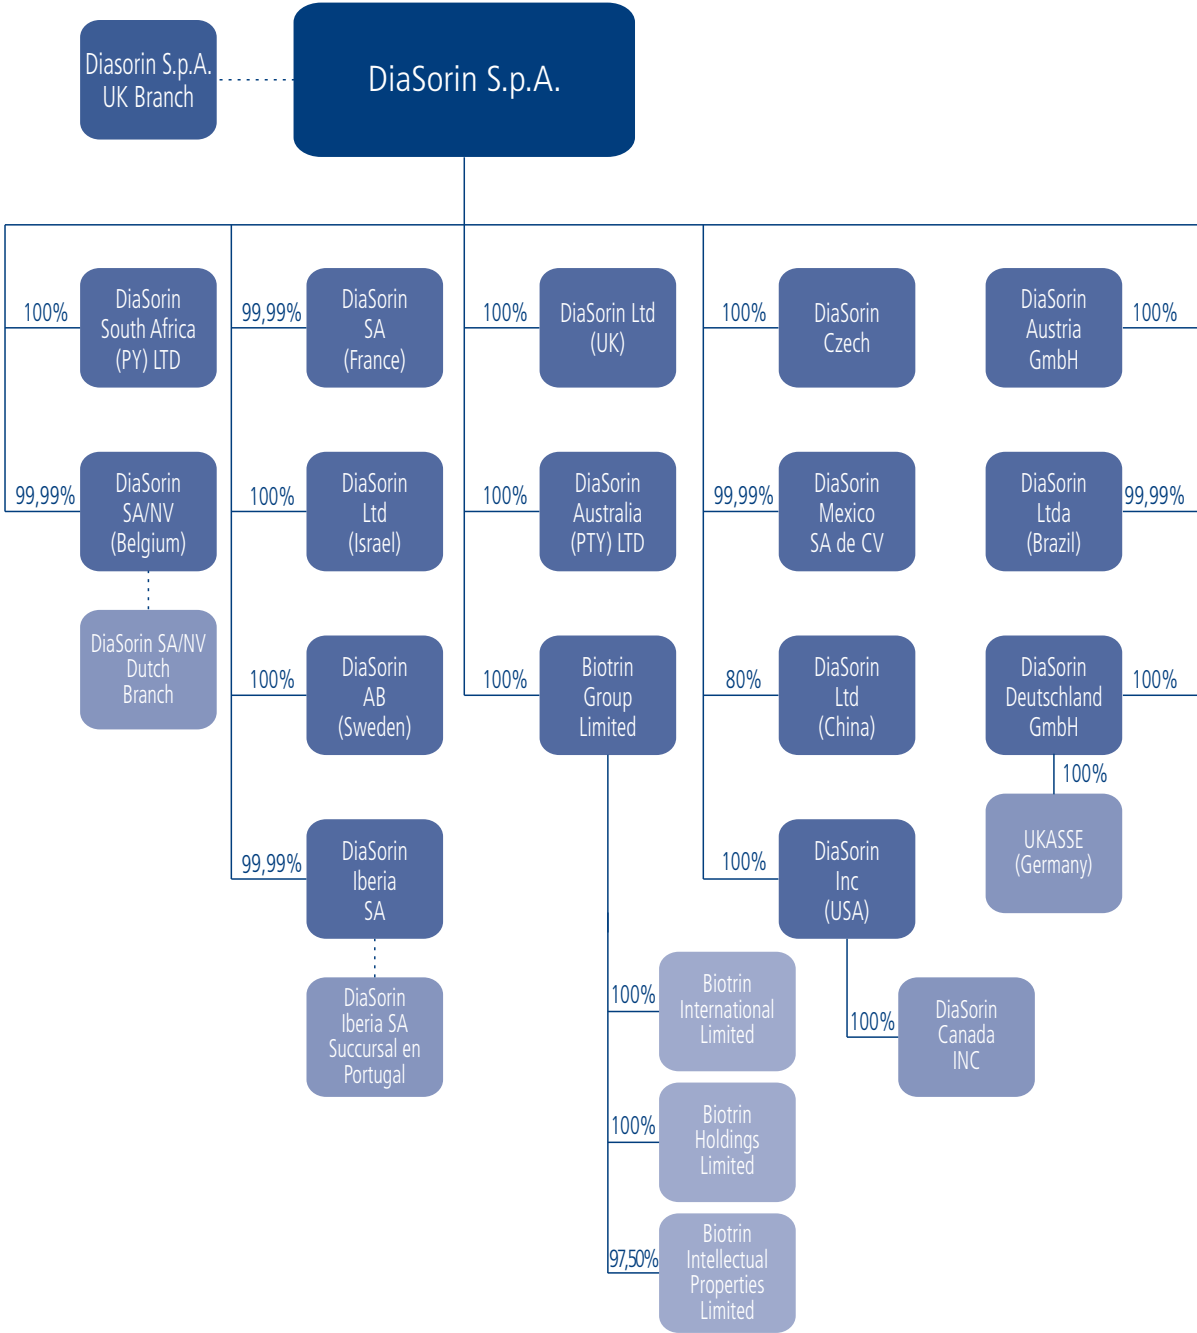 Diasorin S.p.A.
UK Branch
DiaSorin S.p.A.
100%
DiaSorin
South Africa
(PY) LTD
99,99%
DiaSorin
SA
(France)
100%
DiaSorin Ltd
(UK)
100%
DiaSorin
Czech
DiaSorin
Austria
GmbH
100%
99,99%
DiaSorin
SA/NV
(Belgium)
100%
DiaSorin
Ltd
(Israel)
100%
DiaSorin
Australia
(PTY) LTD
99,99%
DiaSorin
Mexico
SA de CV
DiaSorin
Ltda
(Brazil)
99,99%
DiaSorin SA/NV
Dutch
Branch
100%
DiaSorin
AB
(Sweden)
100%
Biotrin
Group
Limited
80%
DiaSorin
Ltd
(China)
DiaSorin
Deutschland
GmbH
100%
100%
UKASSE
(Germany)
99,99%
DiaSorin
Iberia
SA
100%
DiaSorin
Inc
(USA)
DiaSorin
Iberia SA
Succursal en
Portugal
100%
Biotrin
International
Limited
100%
DiaSorin
Canada
INC
100%
Biotrin
Holdings
Limited
97,50%
Biotrin
Intellectual
Properties
Limited